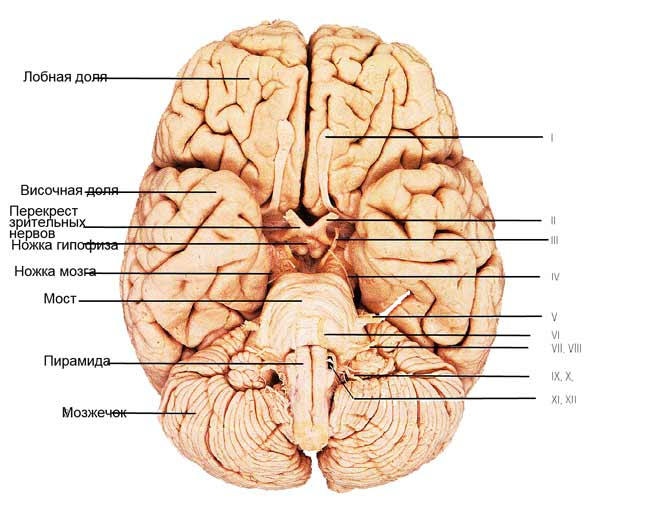 Лобная доля
Височная доля
Перекрест
зрительных
нервов
Ножка гипофиза
Ножка мозга
Мост
Пирамида
Мозжечок
I
II
III
IV
V
VI
VII, VIII
IX, X,
XI, XII